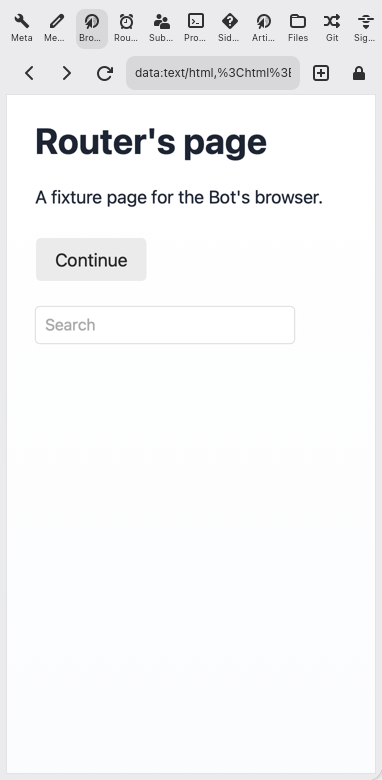 Meta Me... Bro... Rou... Sub... Pro... Sid... Arti... Files Git Sig...
data:text/html,%3Chtml%3E
Router's page
A fixture page for the Bot's browser.
Continue
Search